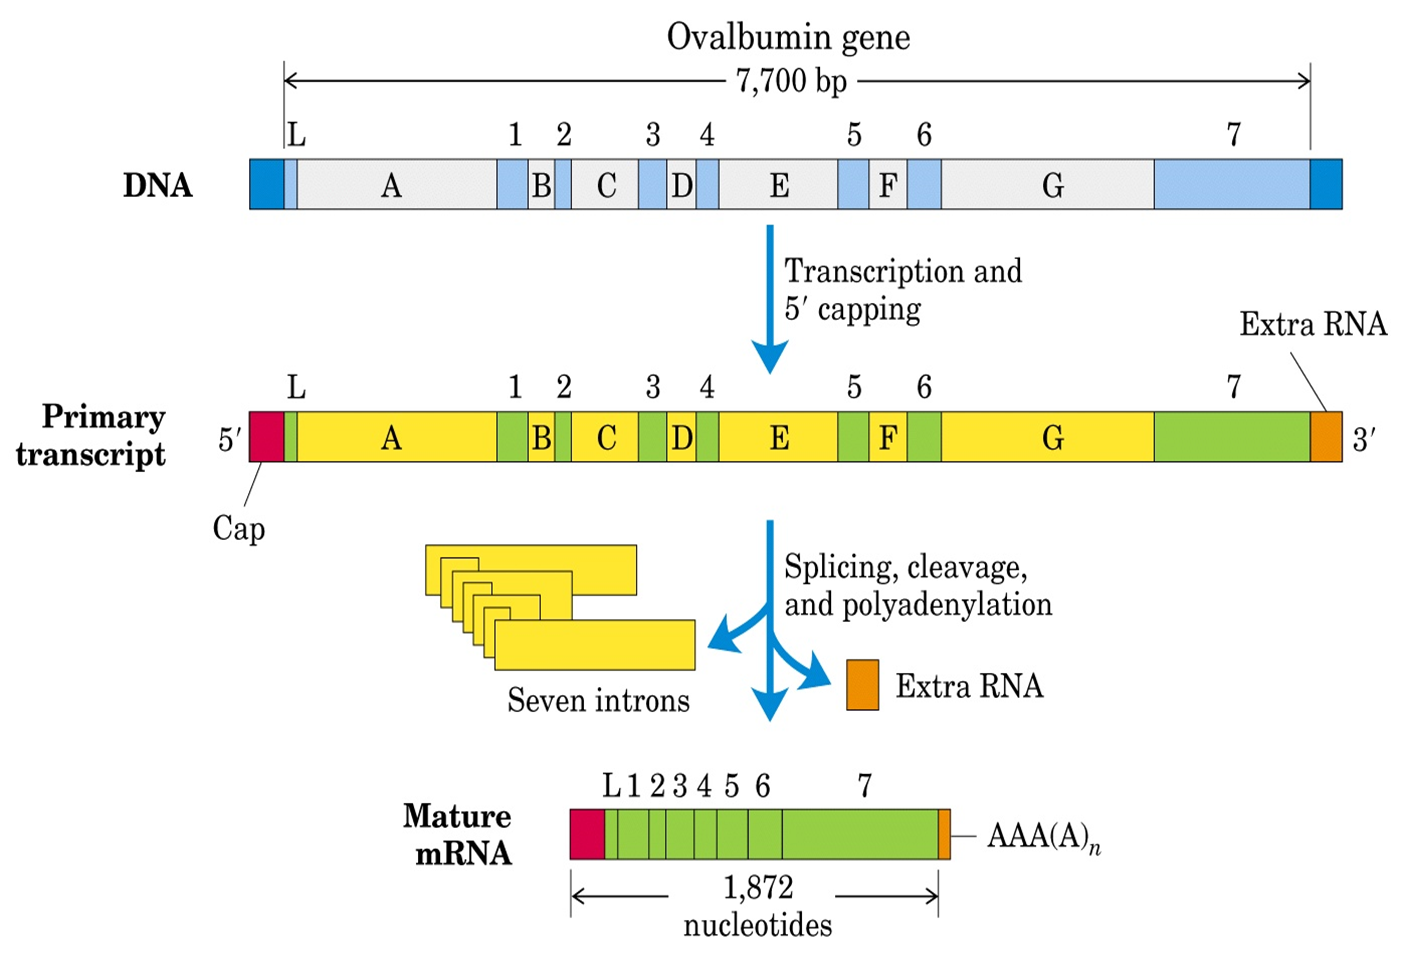 Ovalbumin gene
7,700 bp
L 1 2 3 4 5 6 7
DNA
A B C D E F G
Transcription and
5′ capping
Extra RNA
L 1 2 3 4 5 6 7
Primary
transcript
5′ A B C D E F G 3′
Cap
Splicing, cleavage,
and polyadenylation
Extra RNA
Seven introns
L 1 2 3 4 5 6 7
Mature
mRNA
AAA(A)n
1,872
nucleotides